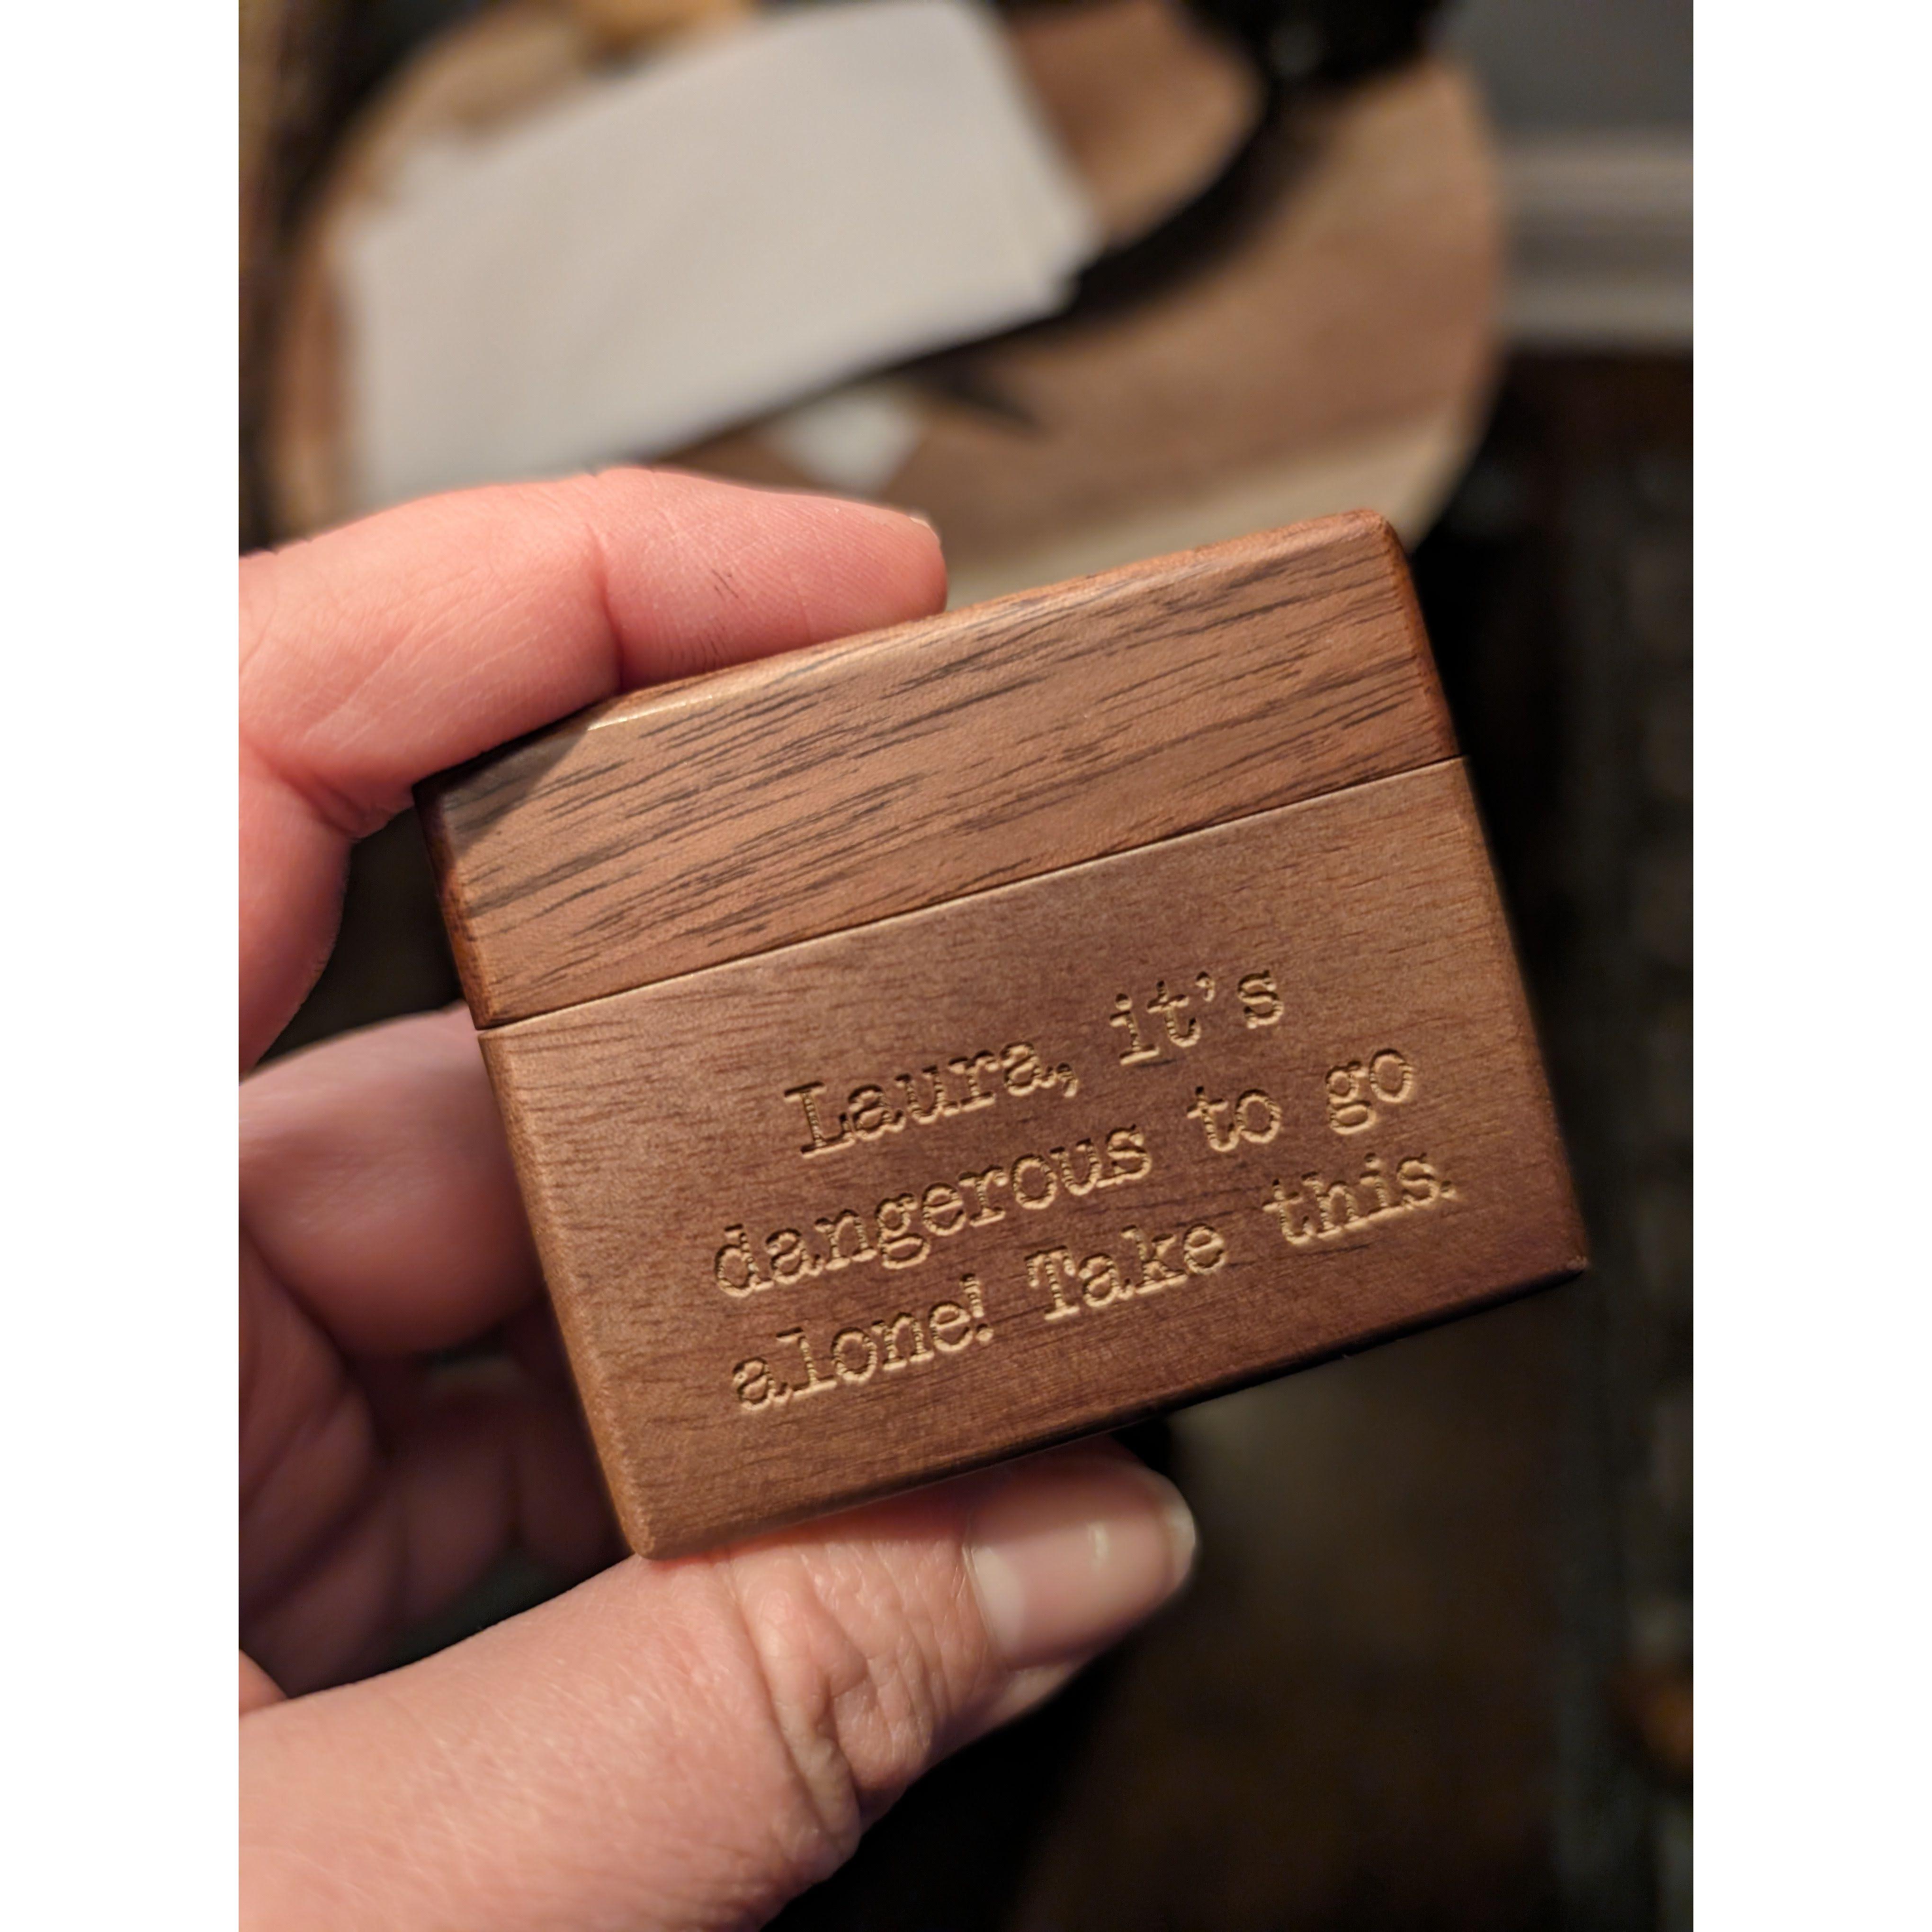 Laura, it's
dangerous to go
alone! Take this.